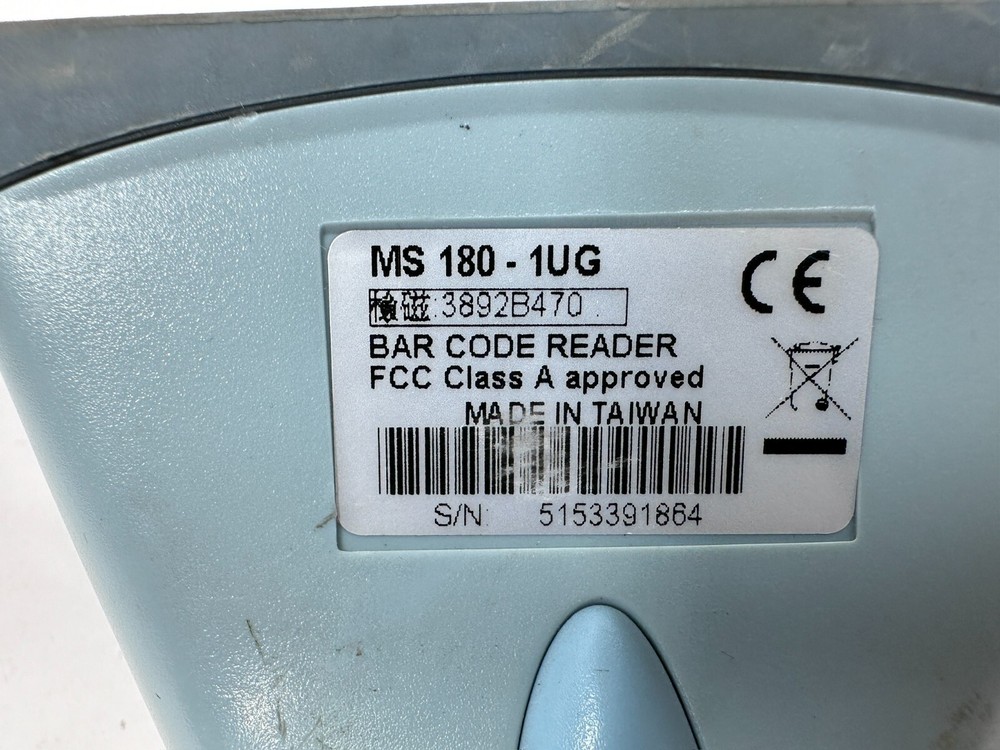 MS 180 - 1UG
檢磁:3892B470
BAR CODE READER
FCC Class A approved
MADE IN TAIWAN
S/N: 5153391864
CE